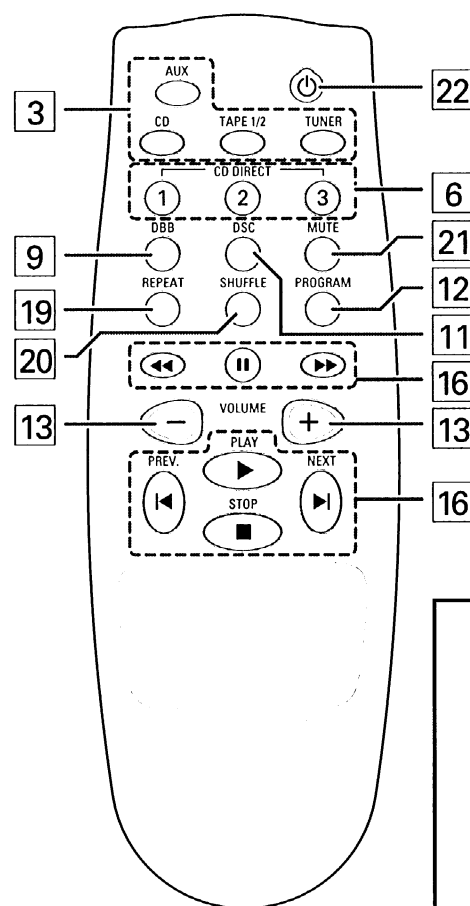 AUX
22
3
CD TAPE 1/2 TUNER
CD DIRECT
1 2 3
6
DBB DSC MUTE
21
9
REPEAT SHUFFLE PROGRAM
12
19
11
20
16
13
VOLUME
13
PLAY
PREV. NEXT
STOP
16